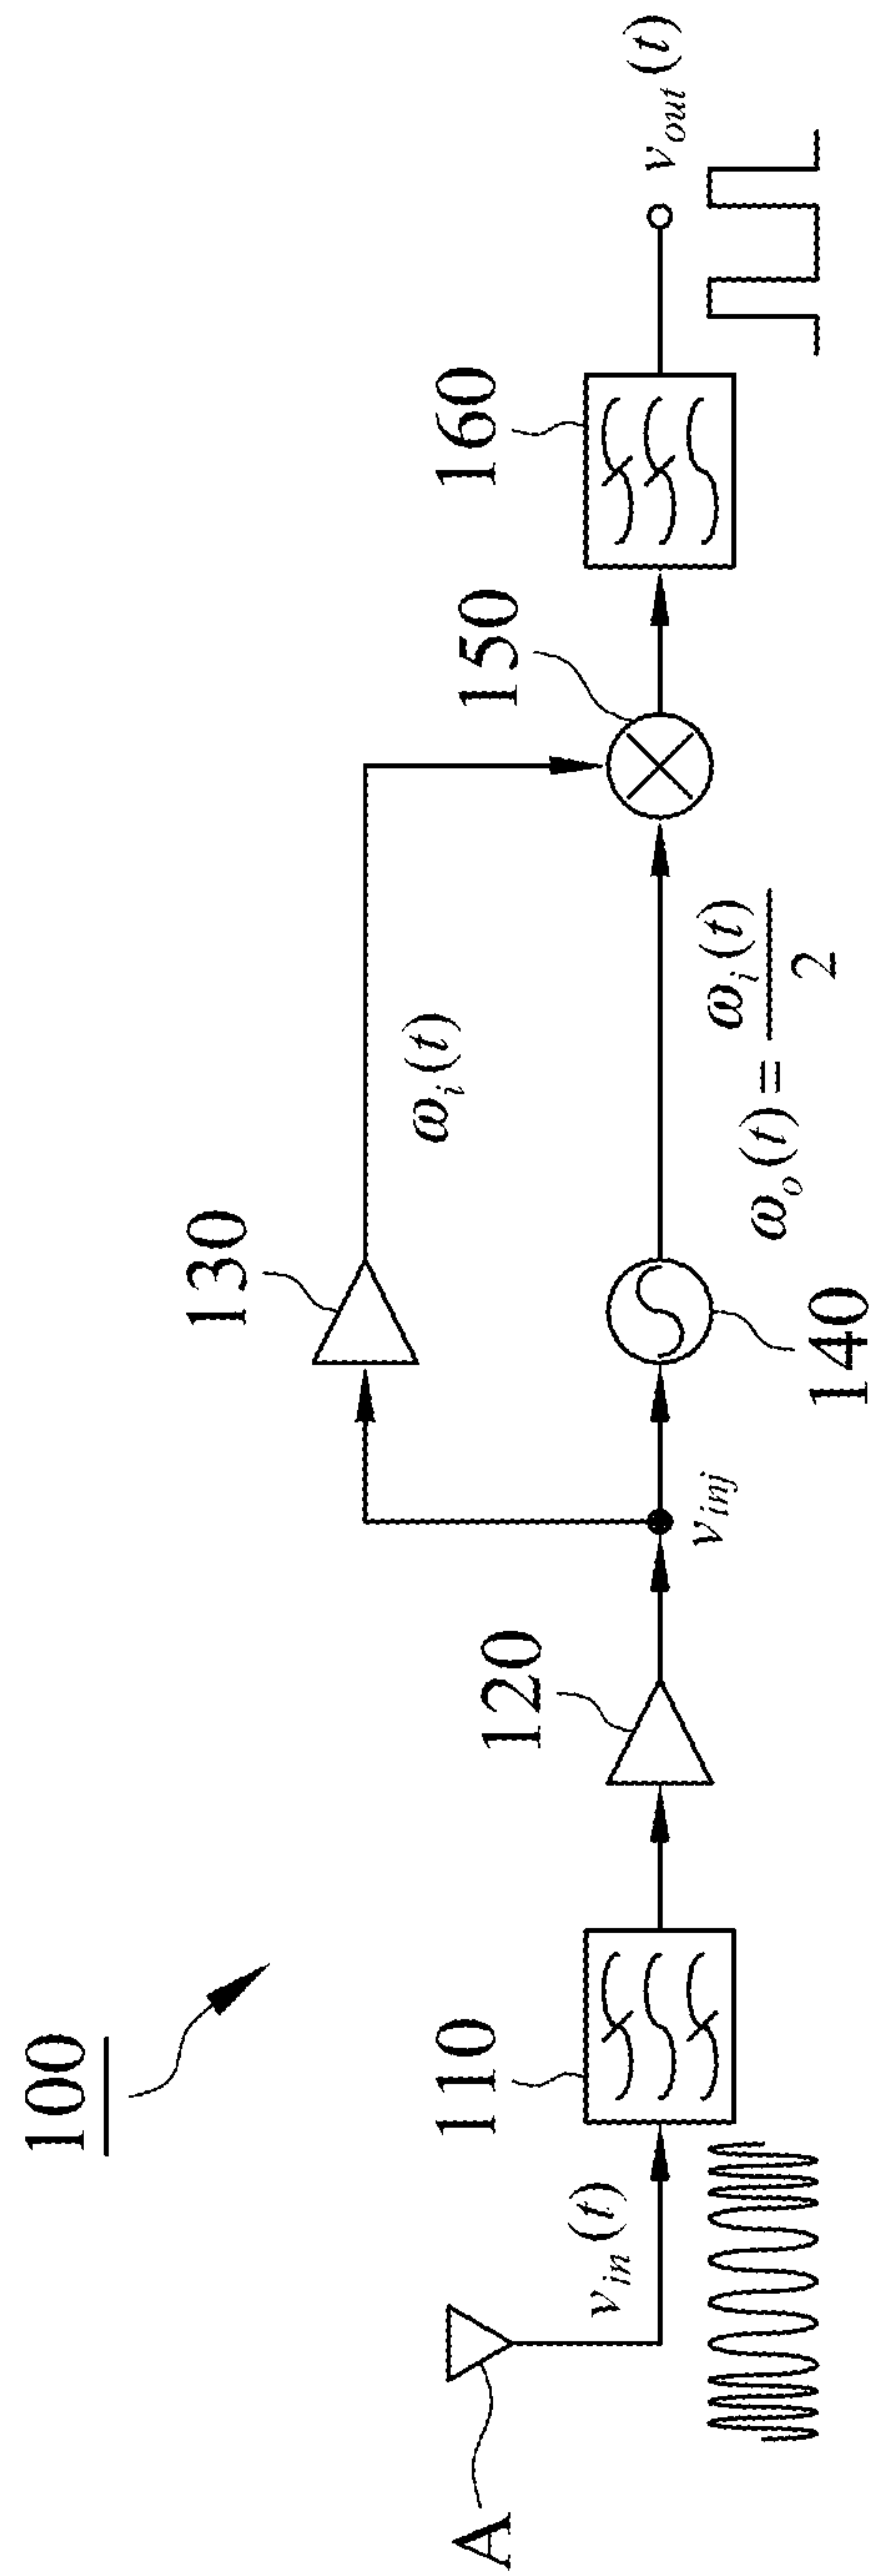 100
A
v_in(t)
110
120
v_inj
130
140
ω_i(t)
ω_o(t) = ω_i(t)/2
150
160
v_out(t)